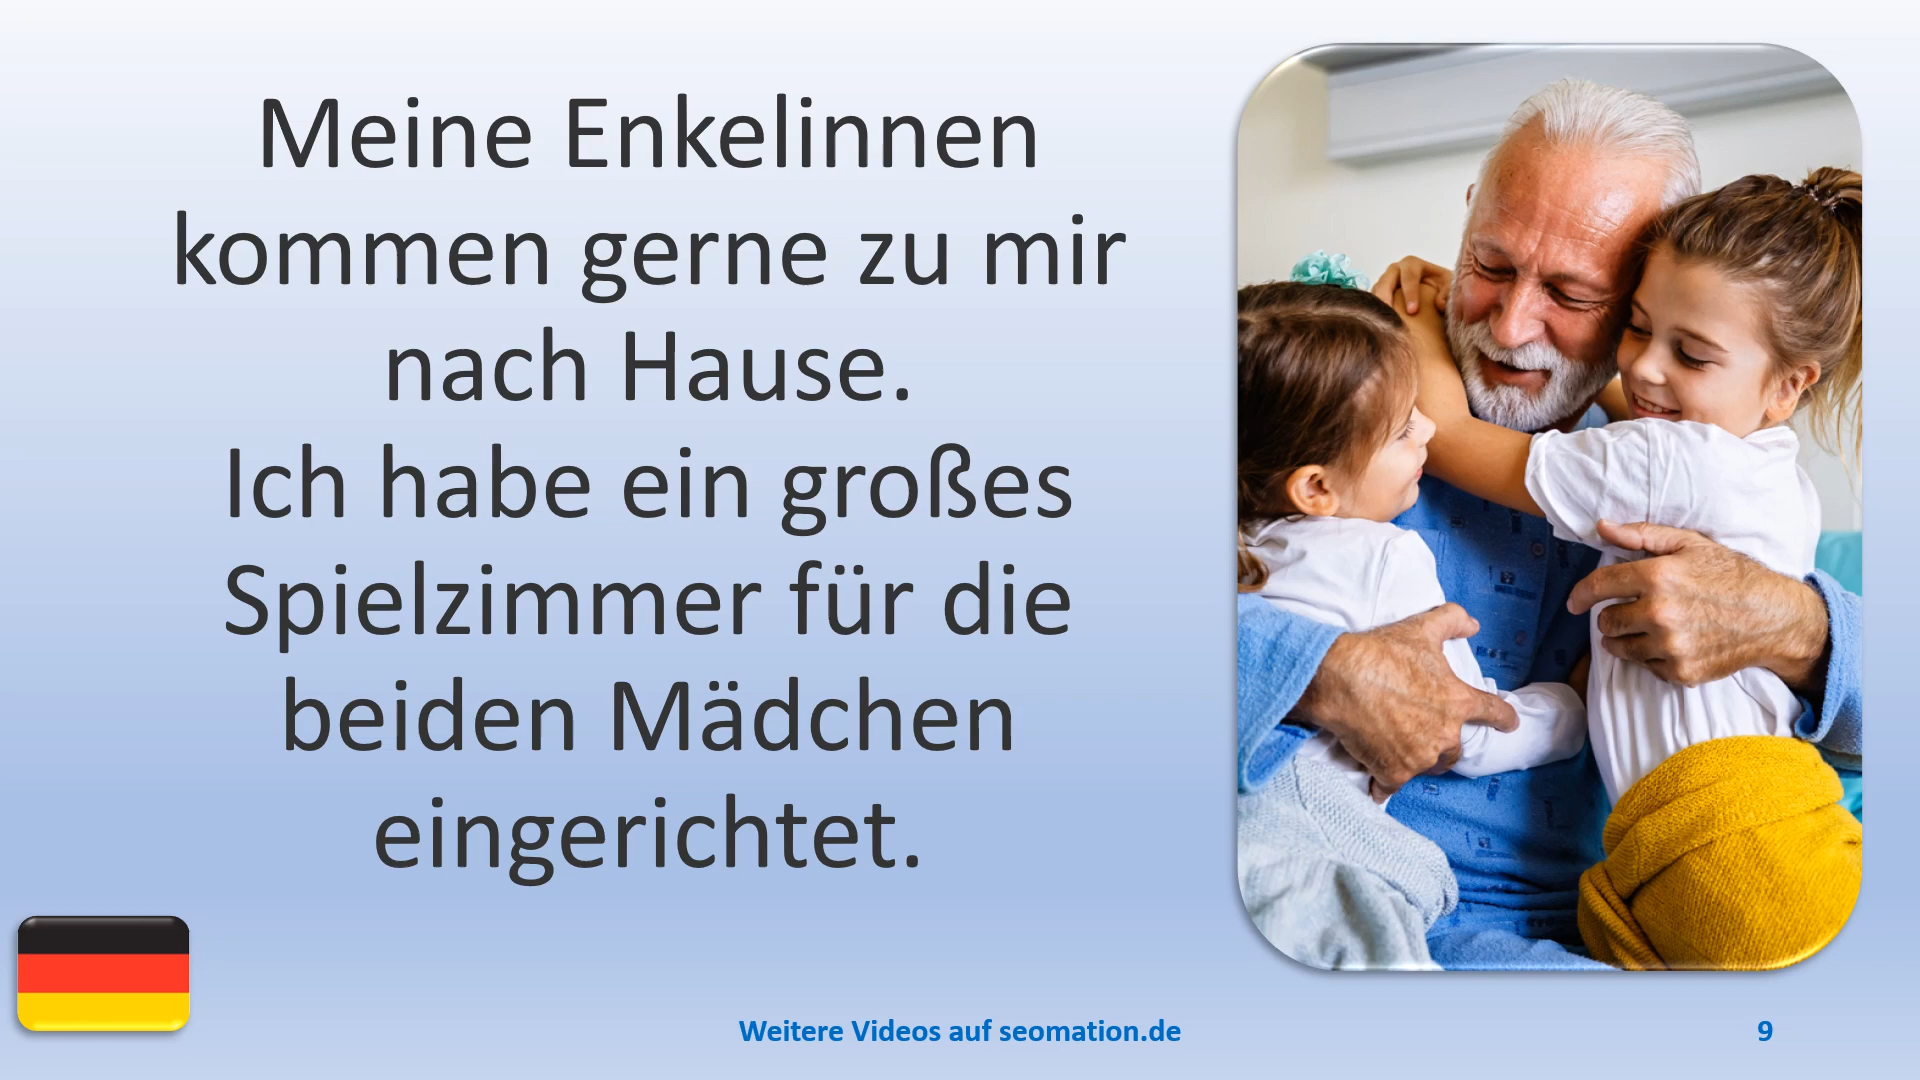 Meine Enkelinnen
kommen gerne zu mir
nach Hause.
Ich habe ein großes
Spielzimmer für die
beiden Mädchen
eingerichtet.
Weitere Videos auf seomation.de
9